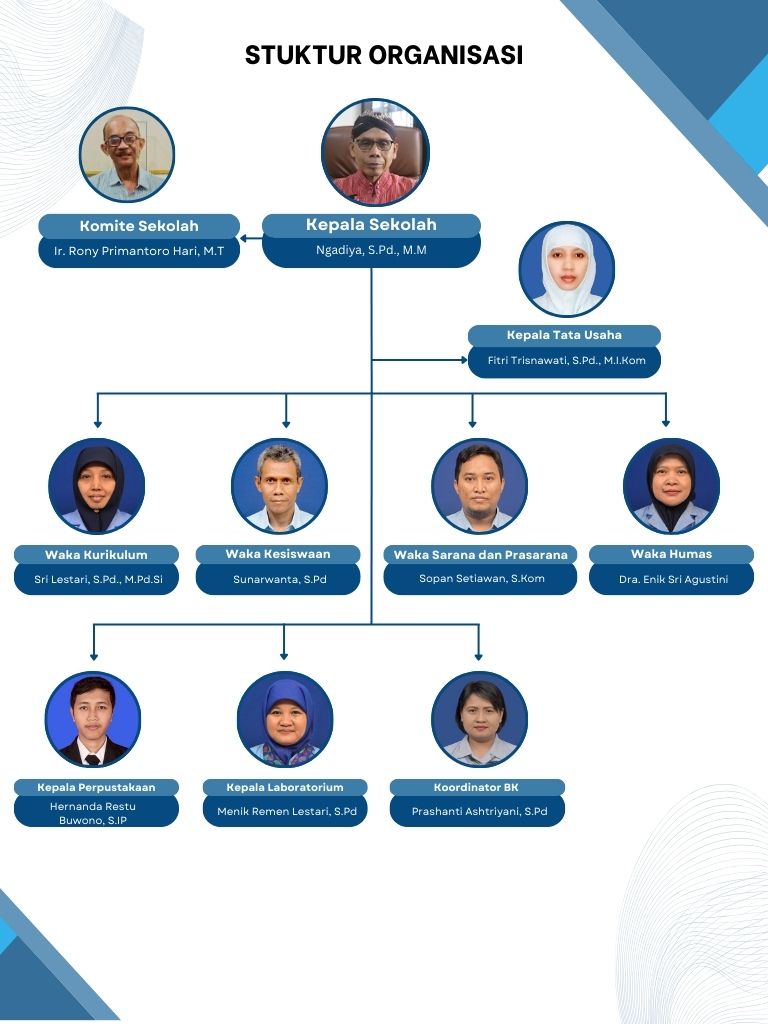 STUKTUR ORGANISASI
Komite Sekolah
Ir. Rony Primantoro Hari, M.T
Kepala Sekolah
Ngadiya, S.Pd., M.M
Kepala Tata Usaha
Fitri Trisnawati, S.Pd., M.I.Kom
Waka Kurikulum
Sri Lestari, S.Pd., M.Pd.Si
Waka Kesiswaan
Sunarwanta, S.Pd
Waka Sarana dan Prasarana
Sopan Setiawan, S.Kom
Waka Humas
Dra. Enik Sri Agustini
Kepala Perpustakaan
Hernanda Restu
Buwono, S.IP
Kepala Laboratorium
Menik Remen Lestari, S.Pd
Koordinator BK
Prashanti Ashtriyani, S.Pd